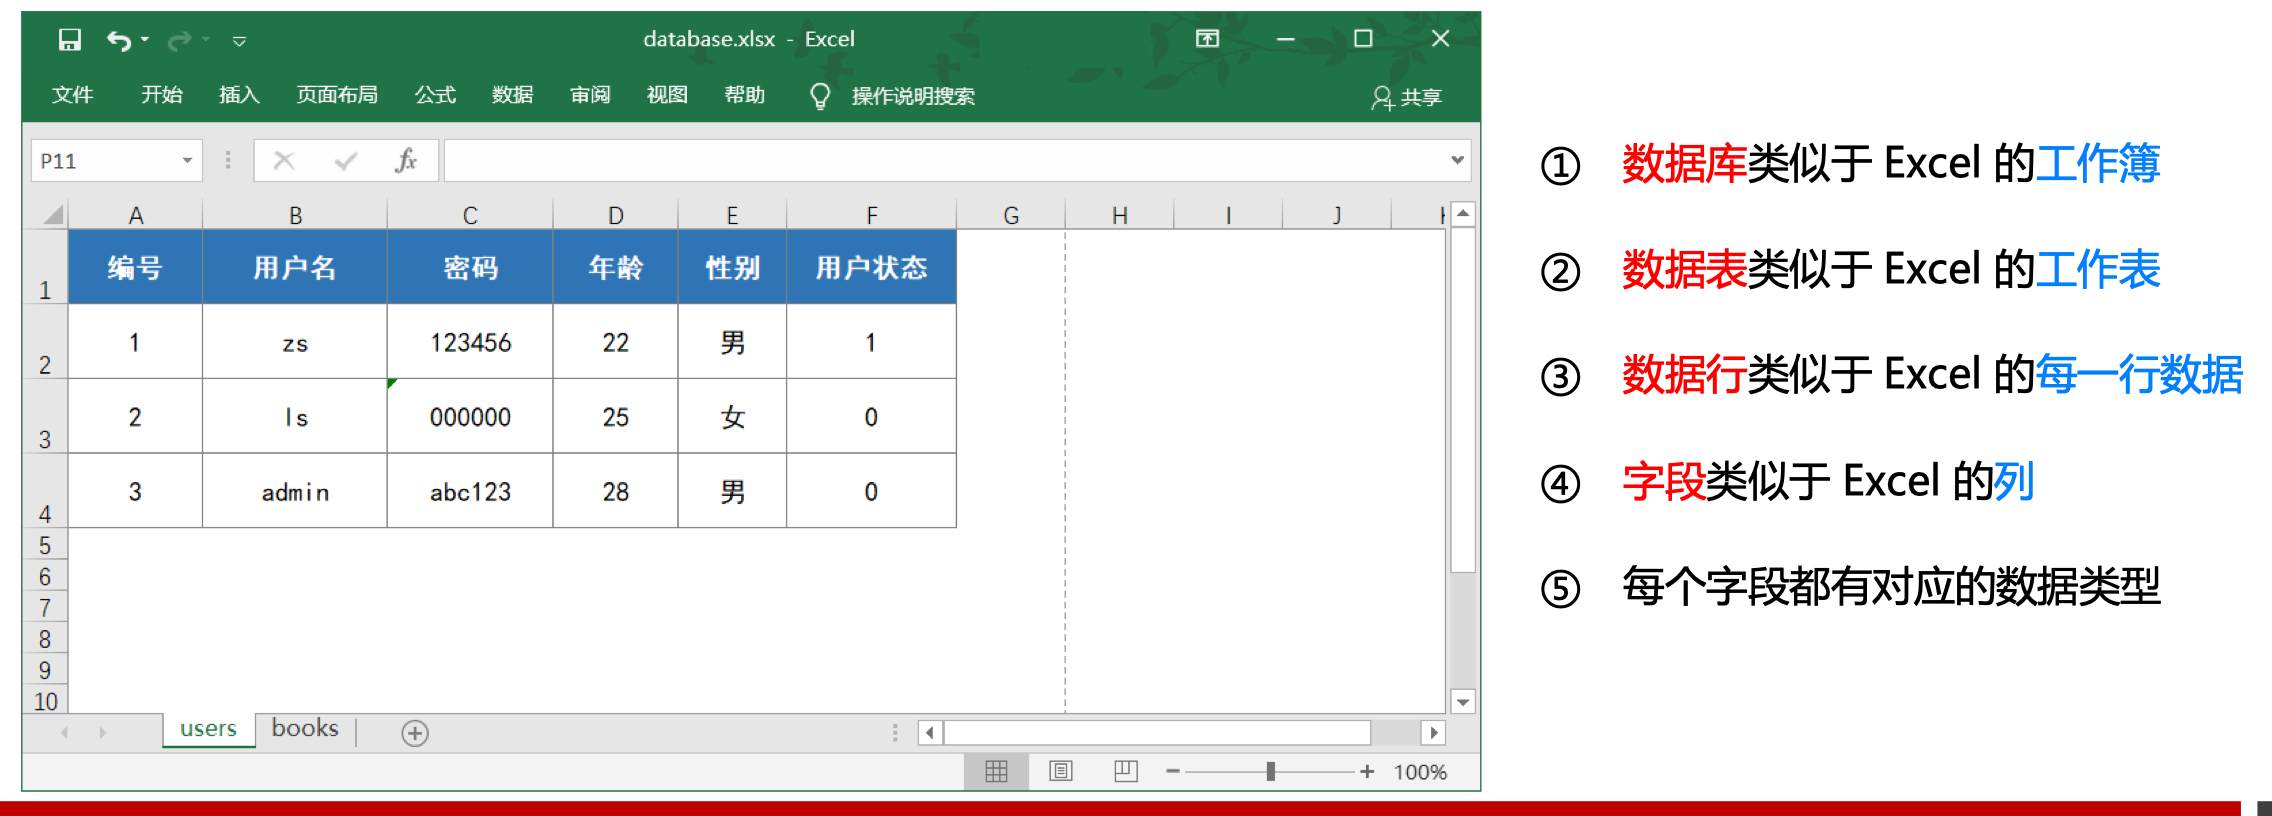 database.xlsx - Excel
文件 开始 插入 页面布局 公式 数据 审阅 视图 帮助 操作说明搜索 共享
P11 fx
A B C D E F G H I J
1 编号 用户名 密码 年龄 性别 用户状态
2 1 zs 123456 22 男 1
3 2 ls 000000 25 女 0
4 3 admin abc123 28 男 0
5
6
7
8
9
10
users books
100%
① 数据库类似于 Excel 的工作簿
② 数据表类似于 Excel 的工作表
③ 数据行类似于 Excel 的每一行数据
④ 字段类似于 Excel 的列
⑤ 每个字段都有对应的数据类型